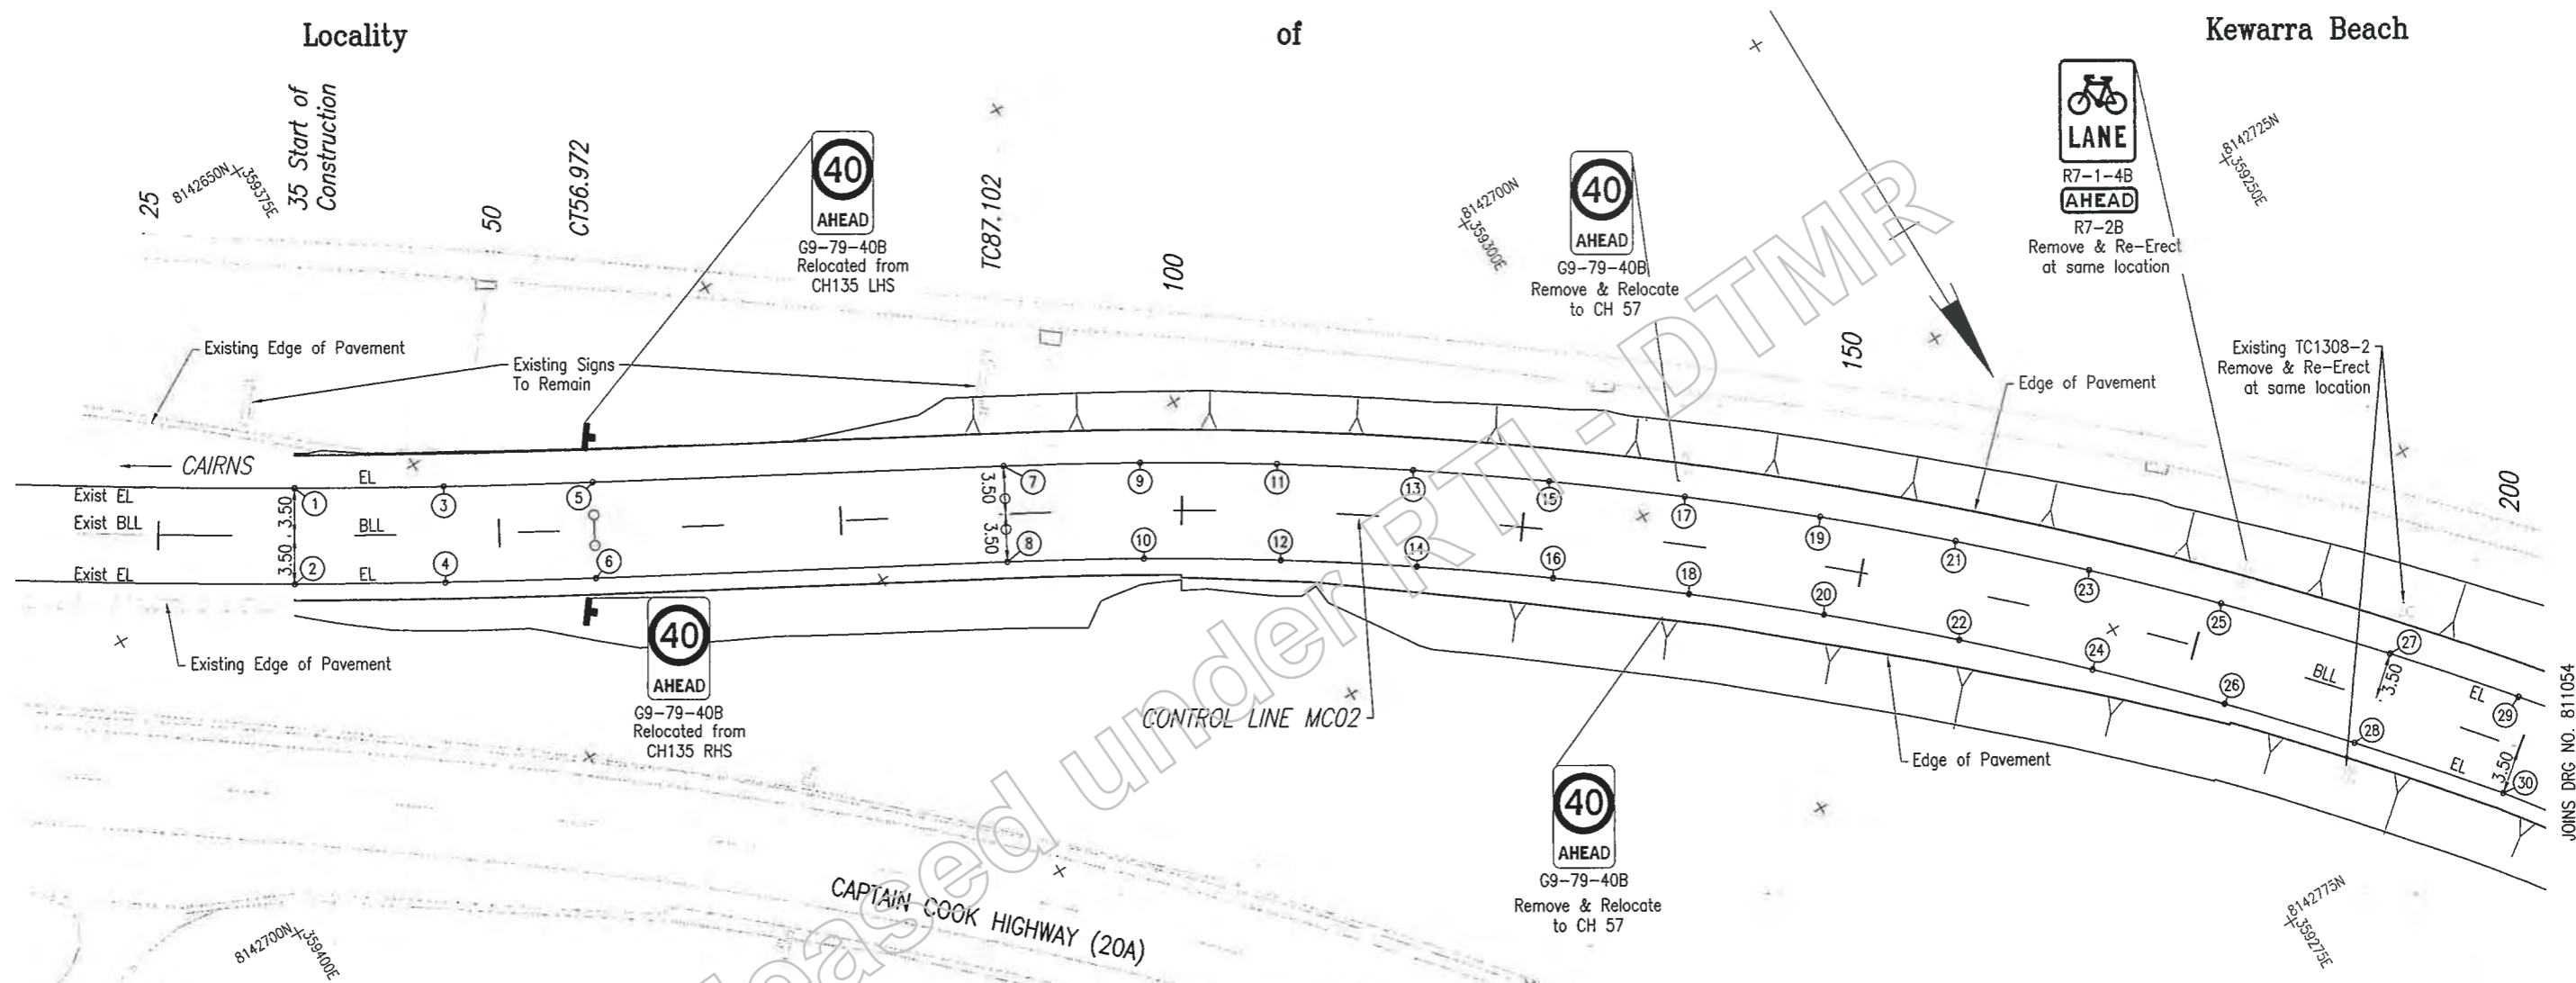 Locality of Kewarra Beach
25
8142650N
359375E
35 Start of
Construction
50
CT56.972
40
AHEAD
G9-79-40B
Relocated from
CH135 LHS
TC87.102
100
8142700N
359300E
40
AHEAD
G9-79-40B
Remove & Relocate
to CH 57
150
LANE
R7-1-4B
AHEAD
R7-2B
Remove & Re-Erect
at same location
8142725N
359250E
Existing TC1308-2
Remove & Re-Erect
at same location
200
Existing Edge of Pavement
Existing Signs
To Remain
Edge of Pavement
CAIRNS
Exist EL
Exist BLL
Exist EL
EL
BLL
EL
3.50
3.50
1
2
3
4
5
6
3.50
3.50
7
8
9
10
11
12
13
14
15
16
17
18
19
20
21
22
23
24
25
26
27
28
29
30
BLL
3.50
EL
EL
3.50
Existing Edge of Pavement
40
AHEAD
G9-79-40B
Relocated from
CH135 RHS
CONTROL LINE MC02
40
AHEAD
G9-79-40B
Remove & Relocate
to CH 57
Edge of Pavement
JOINS DRG NO. 811054
8142700N
359400E
CAPTAIN COOK HIGHWAY (20A)
8142775N
359275E
leased under RTI - DTMR